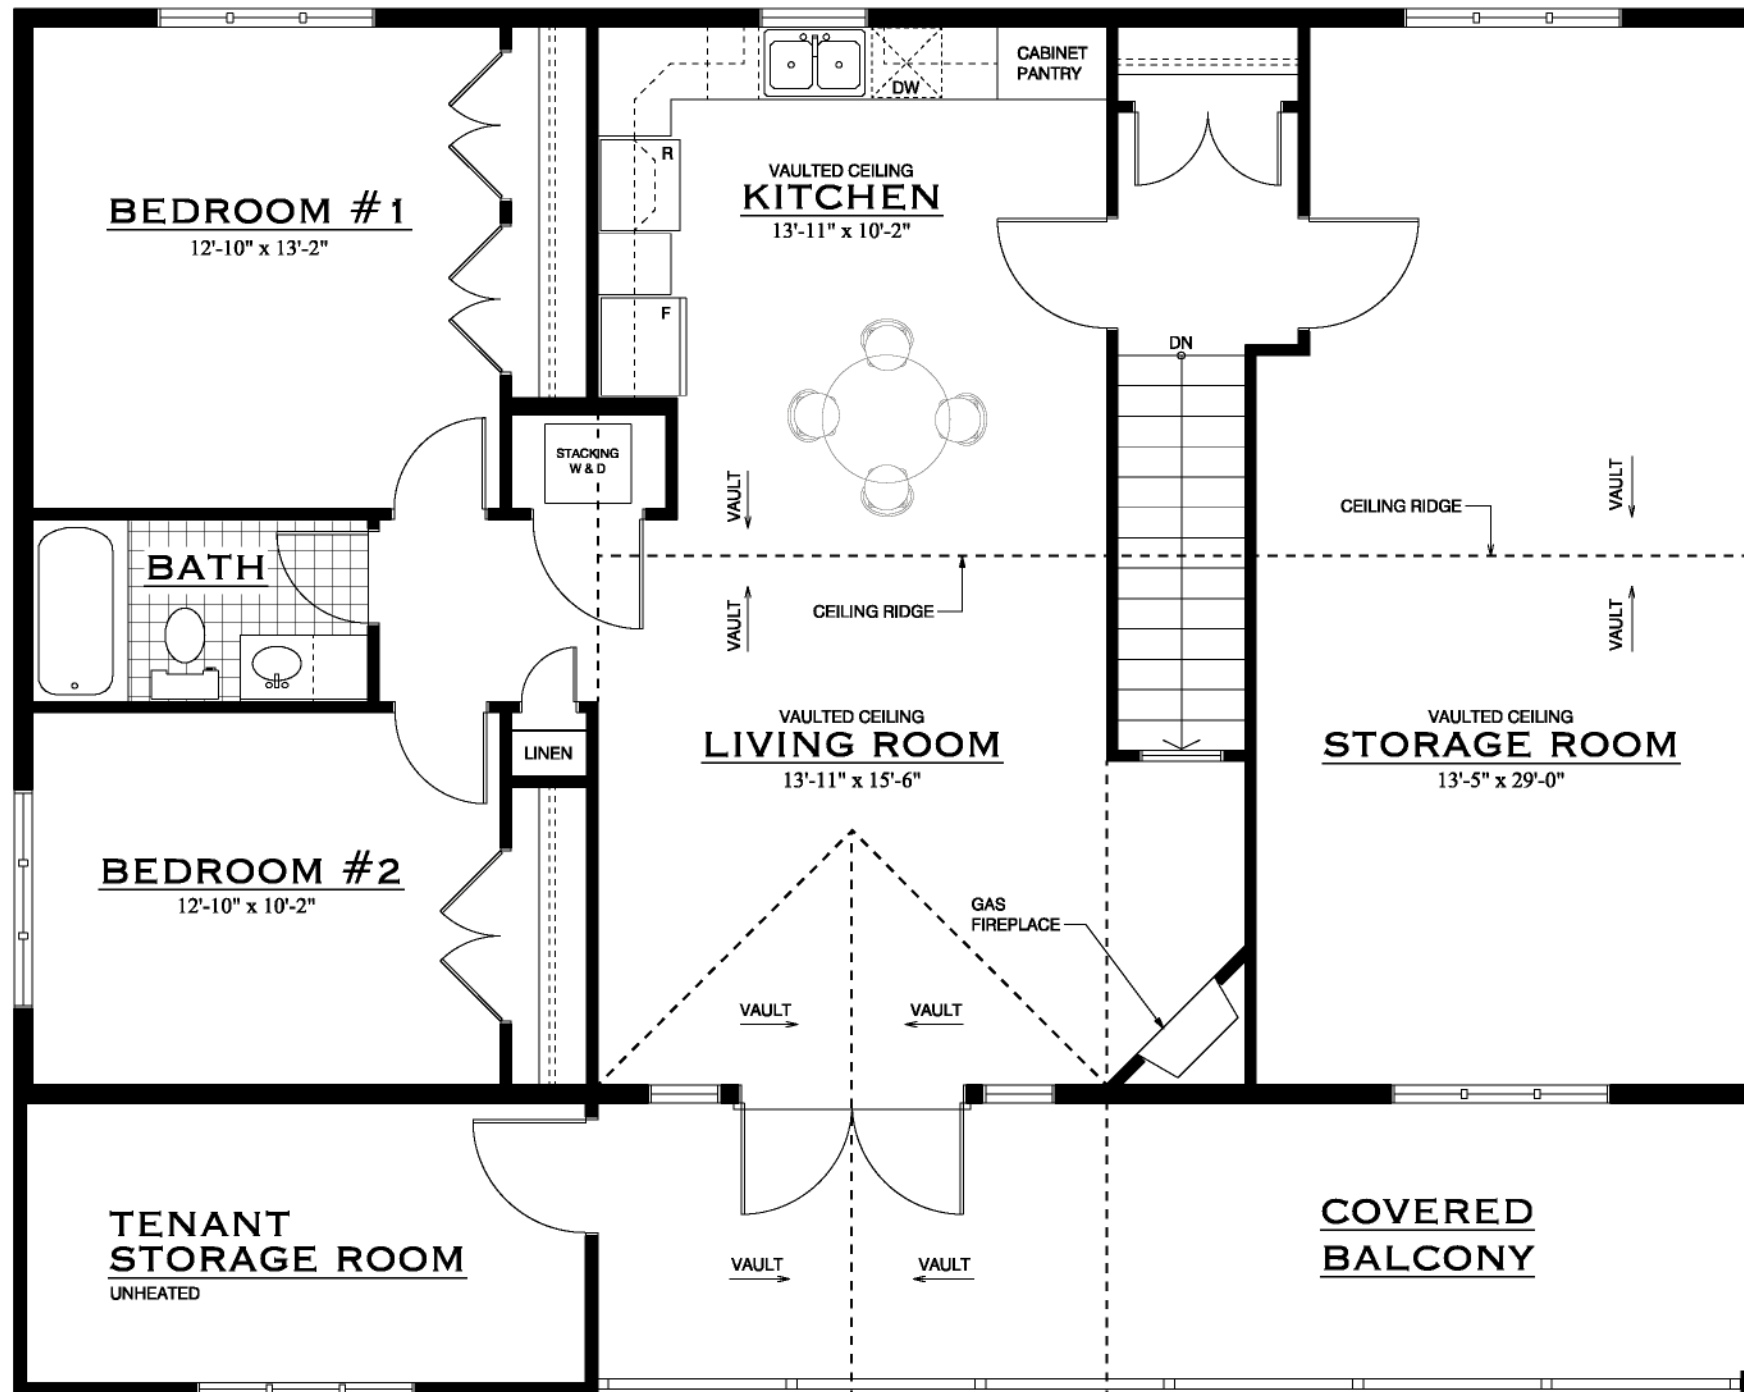 CABINET
PANTRY
DW
R
VAULTED CEILING
KITCHEN
13'-11" x 10'-2"
BEDROOM #1
12'-10" x 13'-2"
F
DN
STACKING
W & D
VAULT
CEILING RIDGE
VAULT
BATH
CEILING RIDGE
VAULT
VAULT
VAULTED CEILING
LIVING ROOM
13'-11" x 15'-6"
VAULTED CEILING
STORAGE ROOM
13'-5" x 29'-0"
LINEN
BEDROOM #2
12'-10" x 10'-2"
GAS
FIREPLACE
VAULT
VAULT
TENANT
STORAGE ROOM
UNHEATED
VAULT
VAULT
COVERED
BALCONY